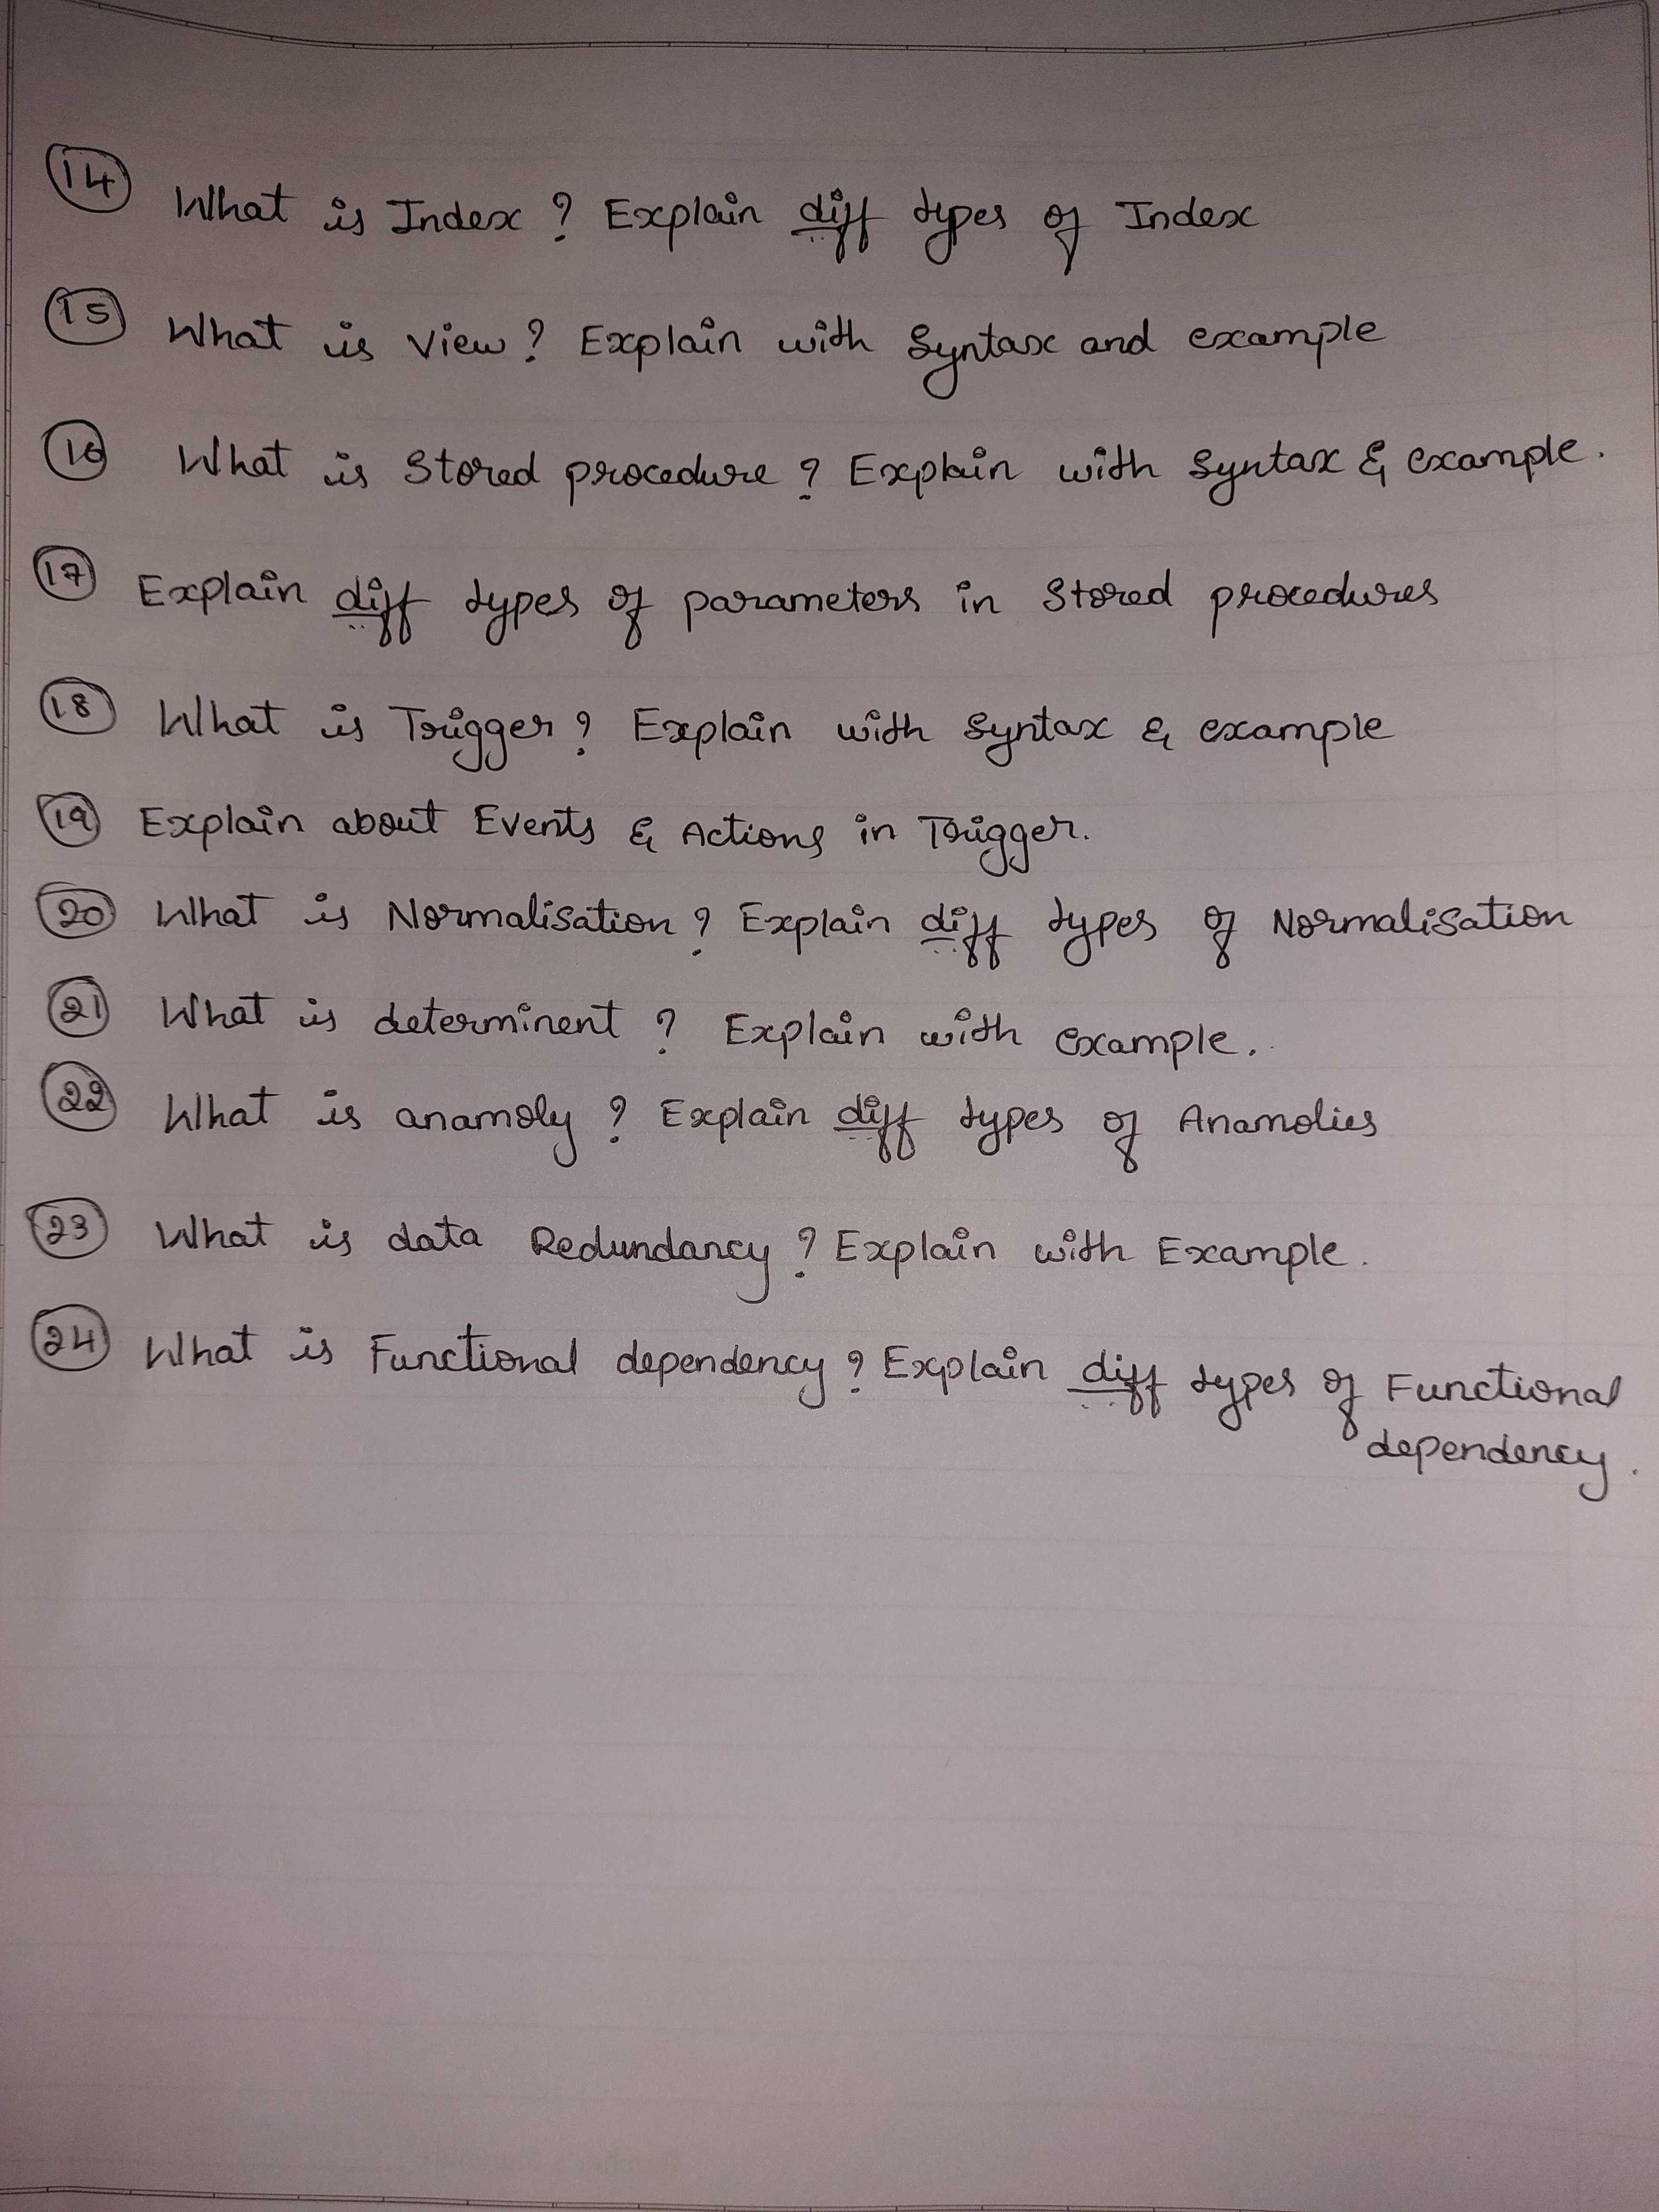 14 What is Index ? Explain diff types of Index
15 What is View ? Explain with Syntax and example
16 What is Stored procedure ? Explain with Syntax & example.
17 Explain diff types of parameters in Stored procedures
18 What is Trigger ? Explain with Syntax & example
19 Explain about Events & Actions in Trigger.
20 What is Normalisation ? Explain diff types of Normalisation
21 What is determinent ? Explain with example.
22 What is anamoly ? Explain diff types of Anamolies
23 What is data Redundancy ? Explain with Example.
24 What is Functional dependency ? Explain diff types of Functional
dependency.